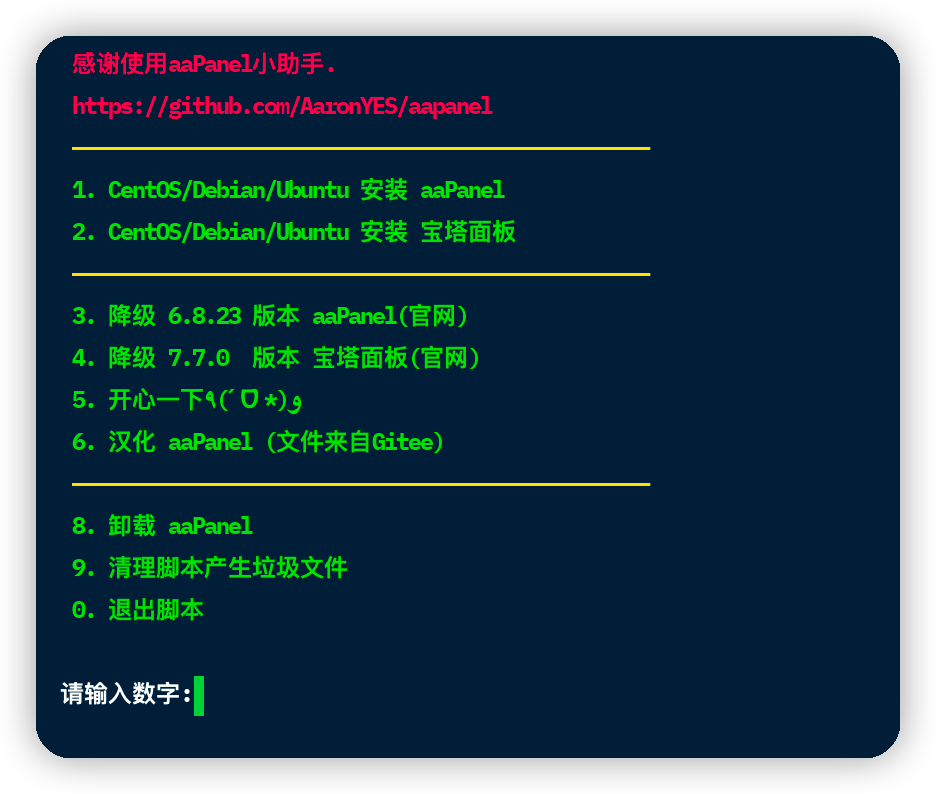 感谢使用aaPanel小助手.
https://github.com/AaronYES/aapanel
1. CentOS/Debian/Ubuntu 安装 aaPanel
2. CentOS/Debian/Ubuntu 安装 宝塔面板
3. 降级 6.8.23 版本 aaPanel(官网)
4. 降级 7.7.0  版本 宝塔面板(官网)
5. 开心一下٩(´ᗜ*)و
6. 汉化 aaPanel (文件来自Gitee)
8. 卸载 aaPanel
9. 清理脚本产生垃圾文件
0. 退出脚本
请输入数字: